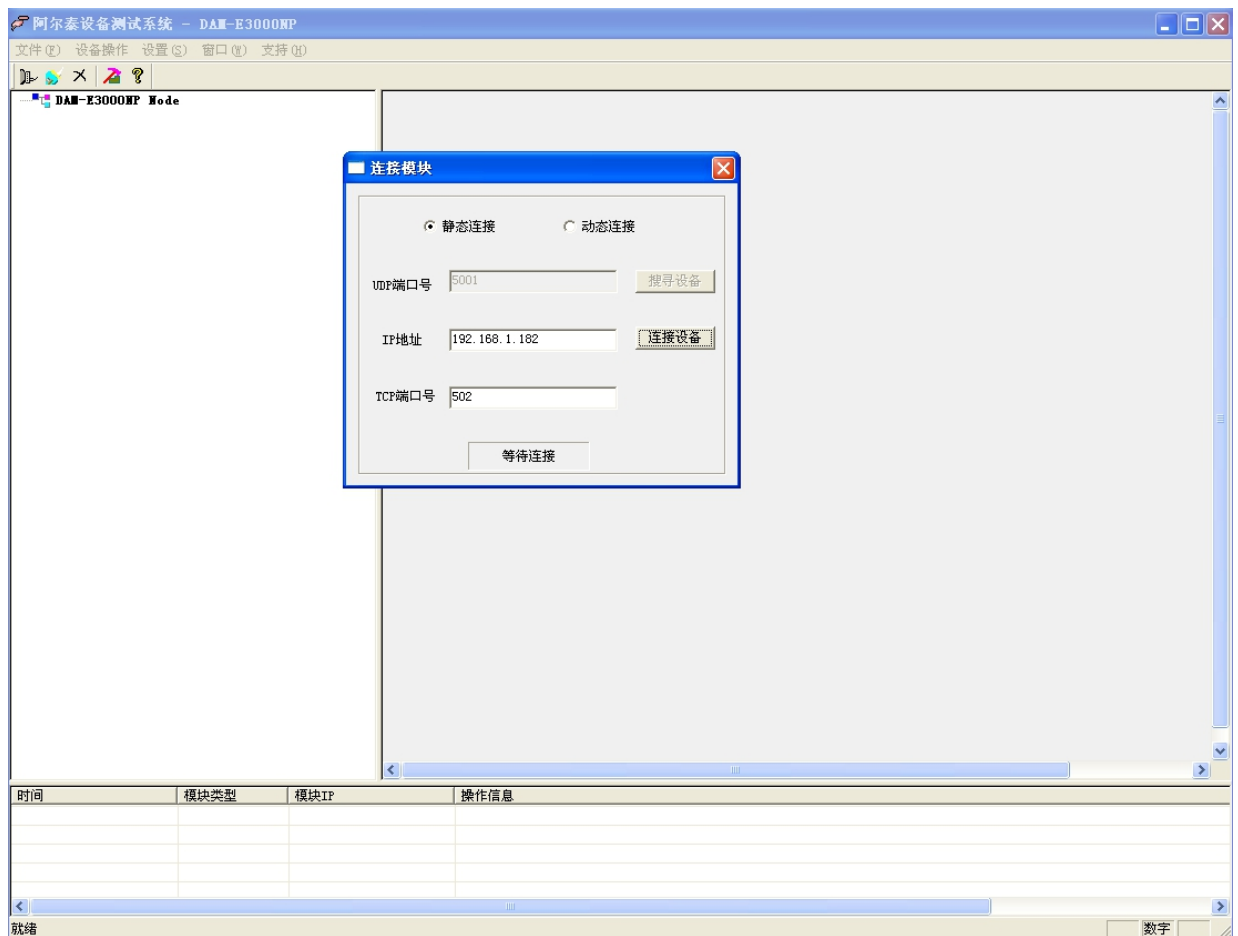 阿尔泰设备测试系统 - DAM-E3000NP
文件(F) 设备操作 设置(S) 窗口(W) 支持(H)
DAM-E3000NP Node
连接模块
静态连接 动态连接
UDP端口号 5001 搜寻设备
IP地址 192.168.1.182 连接设备
TCP端口号 502
等待连接
时间 模块类型 模块IP 操作信息
就绪 数字